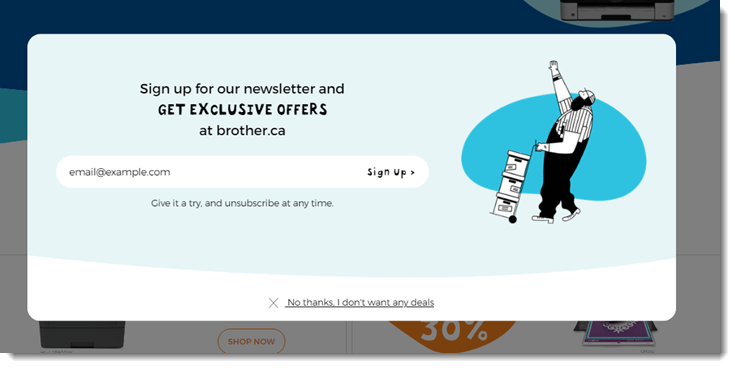 Sign up for our newsletter and
GET EXCLUSIVE OFFERS
at brother.ca
email@example.com Sign Up >
Give it a try, and unsubscribe at any time.
No thanks, I don't want any deals
SHOP NOW
30%